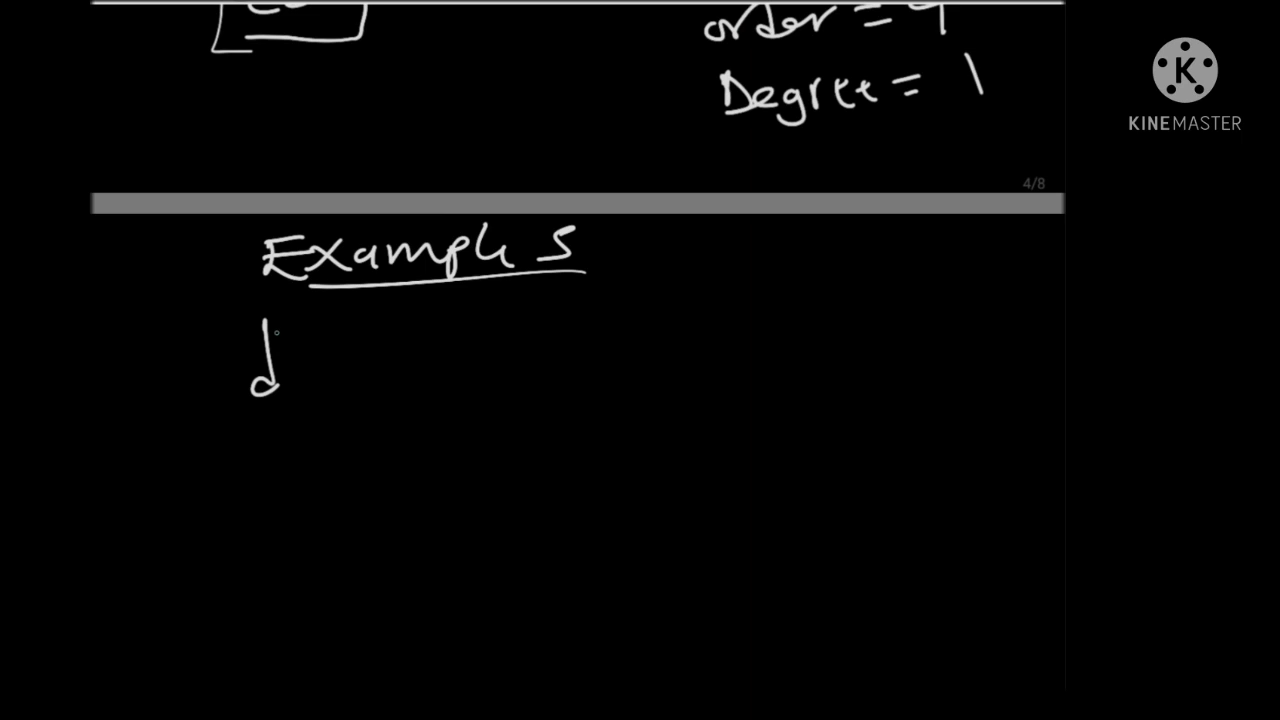 order = 4
Degree = 1
K
KINEMASTER
4/8
Example 5
d